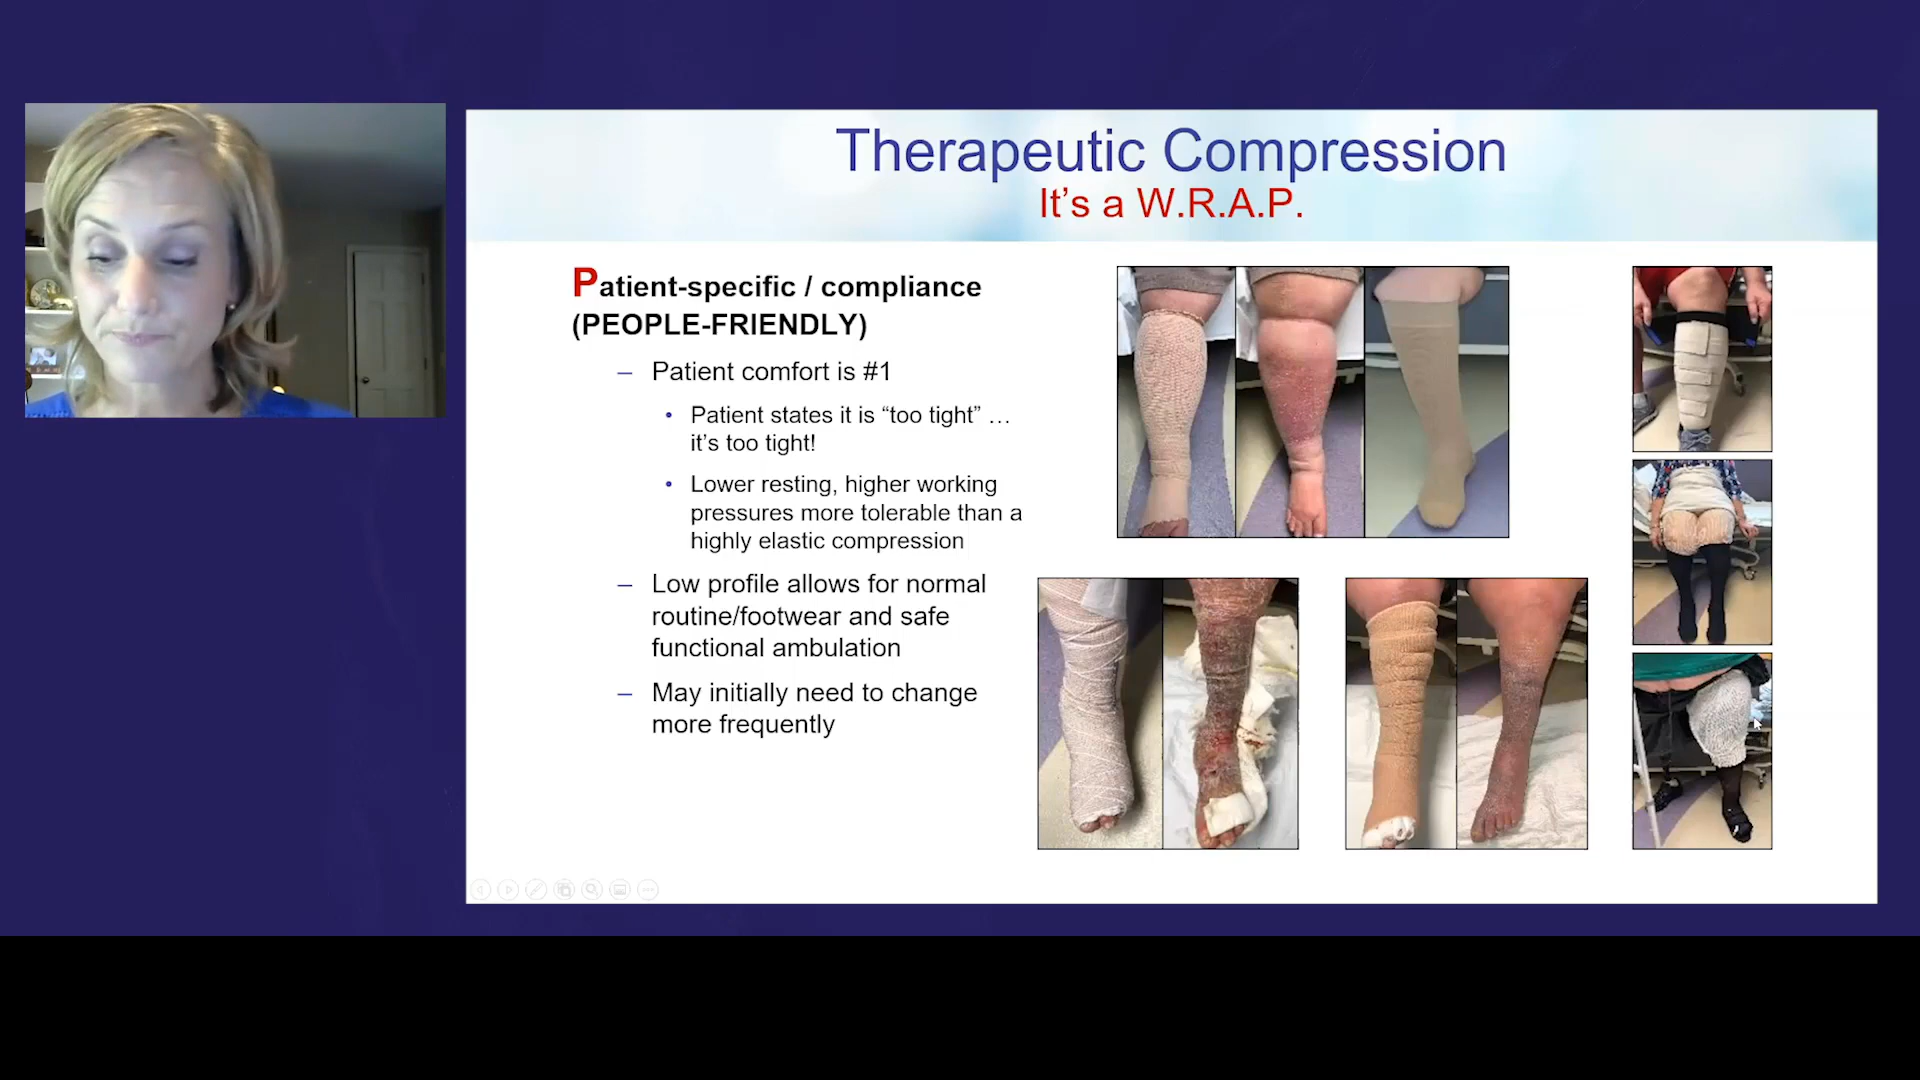 Therapeutic Compression
It’s a W.R.A.P.
Patient-specific / compliance
(PEOPLE-FRIENDLY)
– Patient comfort is #1
• Patient states it is “too tight” …
it’s too tight!
• Lower resting, higher working
pressures more tolerable than a
highly elastic compression
– Low profile allows for normal
routine/footwear and safe
functional ambulation
– May initially need to change
more frequently